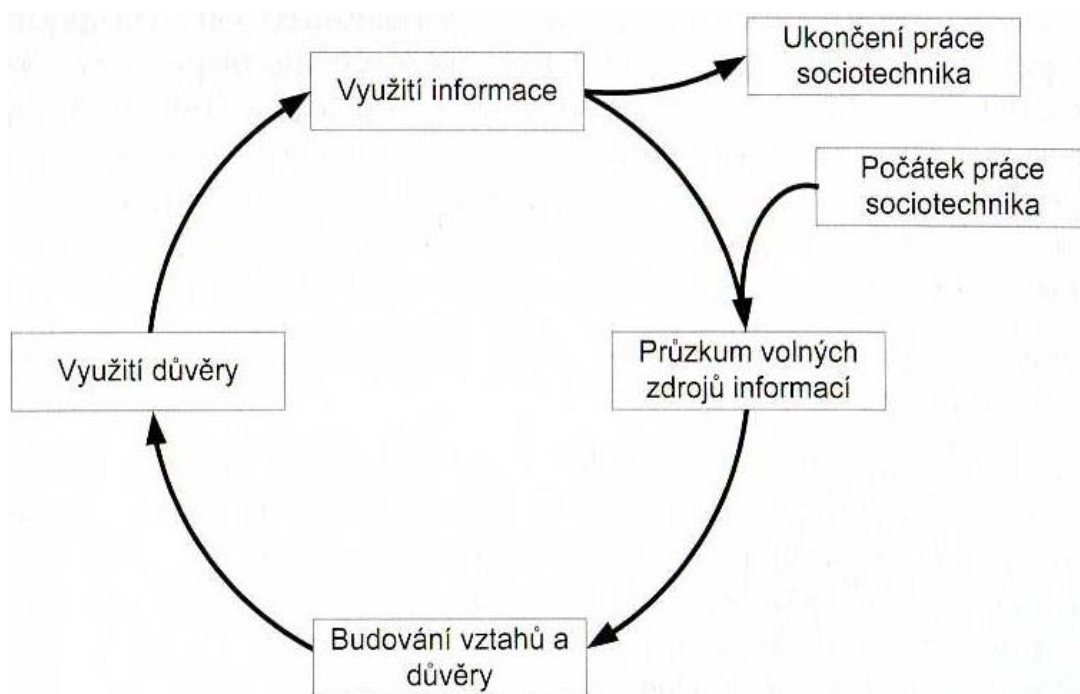 Ukončení práce
sociotechnika
Využití informace
Počátek práce
sociotechnika
Průzkum volných
zdrojů informací
Využití důvěry
Budování vztahů a
důvěry